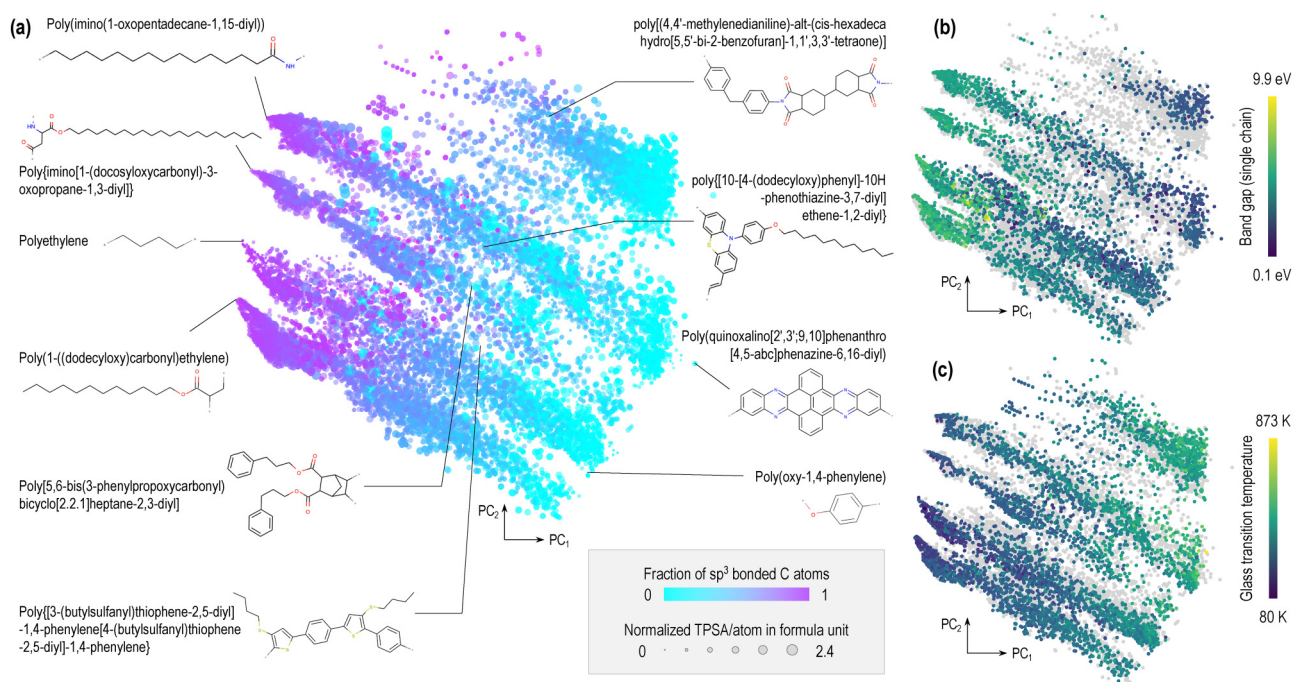 (a)
Poly(imino(1-oxopentadecane-1,15-diyl))
O
NH
HN
O
O
O
Poly{imino[1-(docosyloxycarbonyl)-3-
oxopropane-1,3-diyl]}
Polyethylene
Poly(1-((dodecyloxy)carbonyl)ethylene)
O
O
Poly[5,6-bis(3-phenylpropoxycarbonyl)
bicyclo[2.2.1]heptane-2,3-diyl]
O
O
O
O
Poly{[3-(butylsulfanyl)thiophene-2,5-diyl]
-1,4-phenylene[4-(butylsulfanyl)thiophene
-2,5-diyl]-1,4-phenylene}
S
S
S
S
poly[(4,4'-methylenedianiline)-alt-(cis-hexadeca
hydro[5,5'-bi-2-benzofuran]-1,1',3,3'-tetraone)]
O
O
N
N
O
O
poly{[10-[4-(dodecyloxy)phenyl]-10H
-phenothiazine-3,7-diyl]
ethene-1,2-diyl}
S
N
O
Poly(quinoxalino[2',3';9,10]phenanthro
[4,5-abc]phenazine-6,16-diyl)
N
N
N
N
Poly(oxy-1,4-phenylene)
O
PC2
PC1
Fraction of sp3 bonded C atoms
0
1
Normalized TPSA/atom in formula unit
0
2.4
(b)
PC2
PC1
9.9 eV
Band gap (single chain)
0.1 eV
(c)
PC2
PC1
873 K
Glass transition temperature
80 K